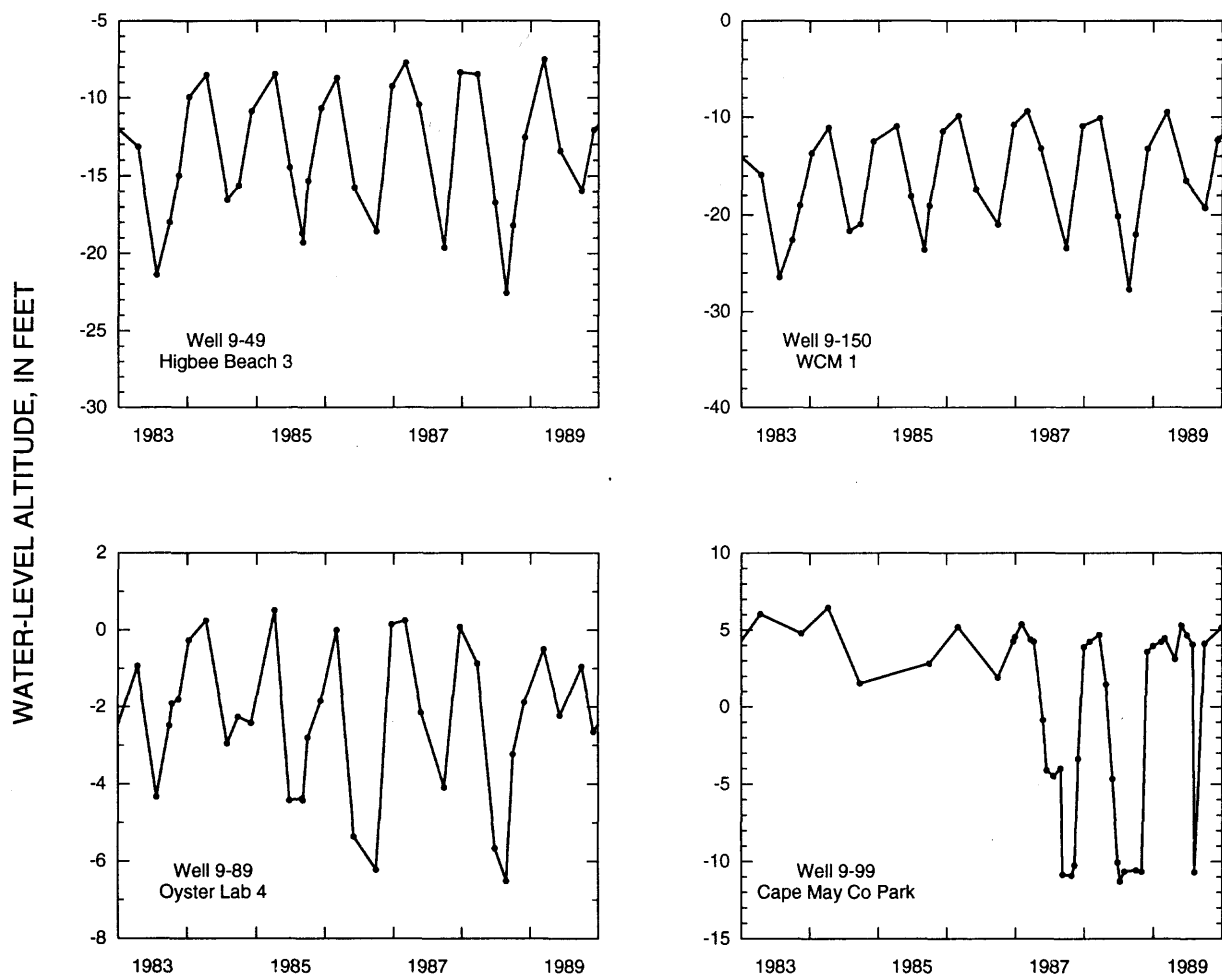 WATER-LEVEL ALTITUDE, IN FEET
-5
-10
-15
-20
-25
-30
Well 9-49
Higbee Beach 3
1983 1985 1987 1989
0
-10
-20
-30
-40
Well 9-150
WCM 1
1983 1985 1987 1989
2
0
-2
-4
-6
-8
Well 9-89
Oyster Lab 4
1983 1985 1987 1989
10
5
0
-5
-10
-15
Well 9-99
Cape May Co Park
1983 1985 1987 1989